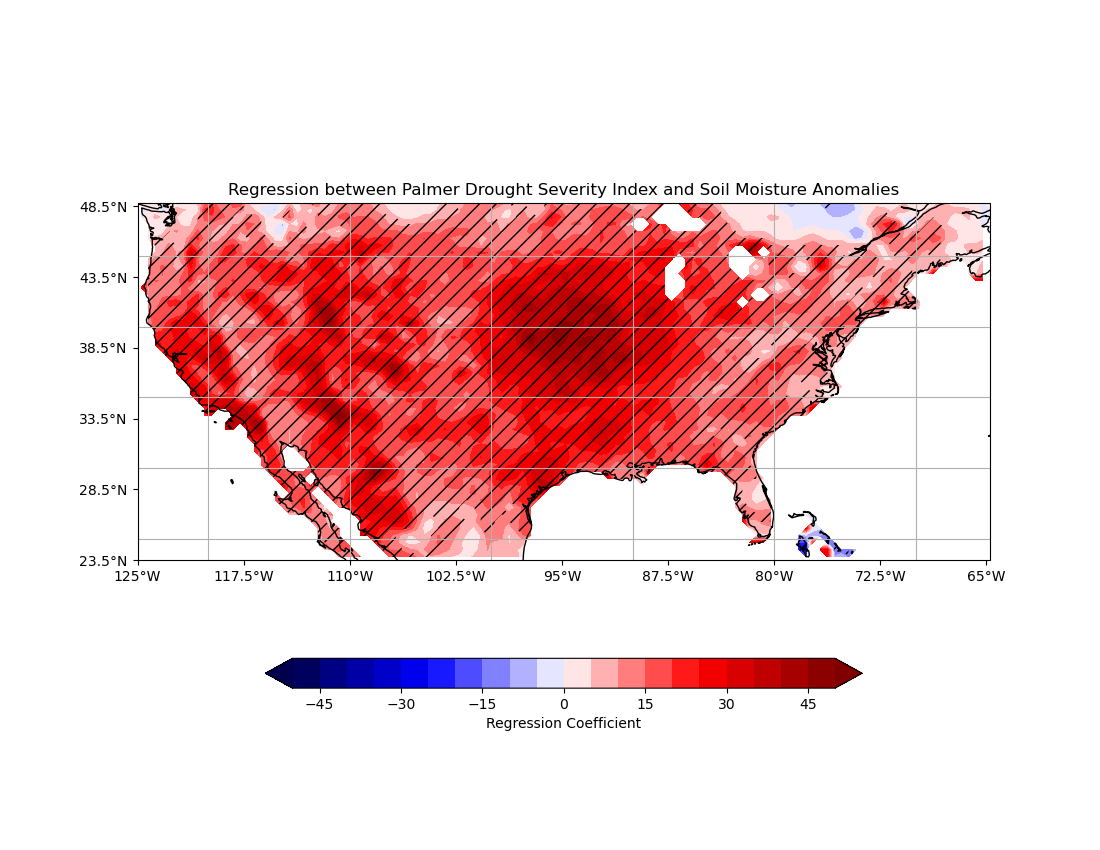 Regression between Palmer Drought Severity Index and Soil Moisture Anomalies
48.5°N
43.5°N
38.5°N
33.5°N
28.5°N
23.5°N
125°W 117.5°W 110°W 102.5°W 95°W 87.5°W 80°W 72.5°W 65°W
−45 −30 −15 0 15 30 45
Regression Coefficient